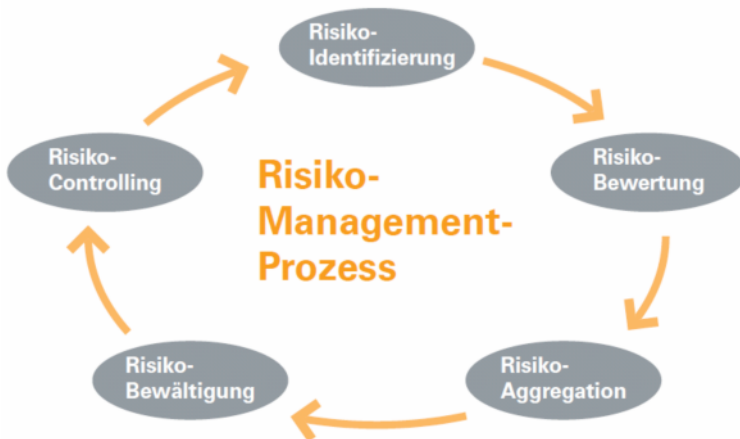 Risiko-
Identifizierung
Risiko-
Bewertung
Risiko-
Aggregation
Risiko-
Bewältigung
Risiko-
Controlling
Risiko-
Management-
Prozess